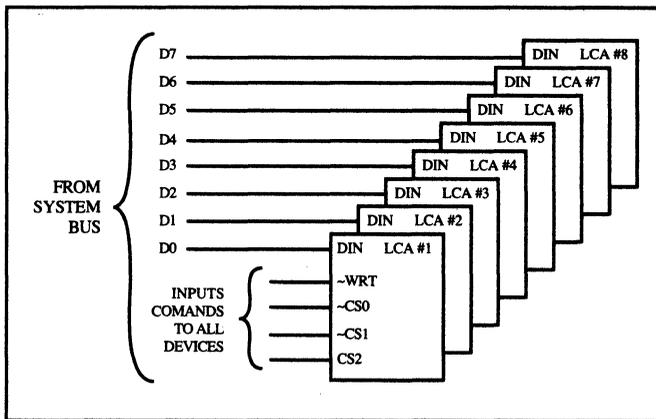 D7 DIN LCA #8
D6 DIN LCA #7
D5 DIN LCA #6
D4 DIN LCA #5
D3 DIN LCA #4
D2 DIN LCA #3
D1 DIN LCA #2
D0 DIN LCA #1
FROM
SYSTEM
BUS
INPUTS
COMANDS
TO ALL
DEVICES
~WRT
~CS0
~CS1
CS2